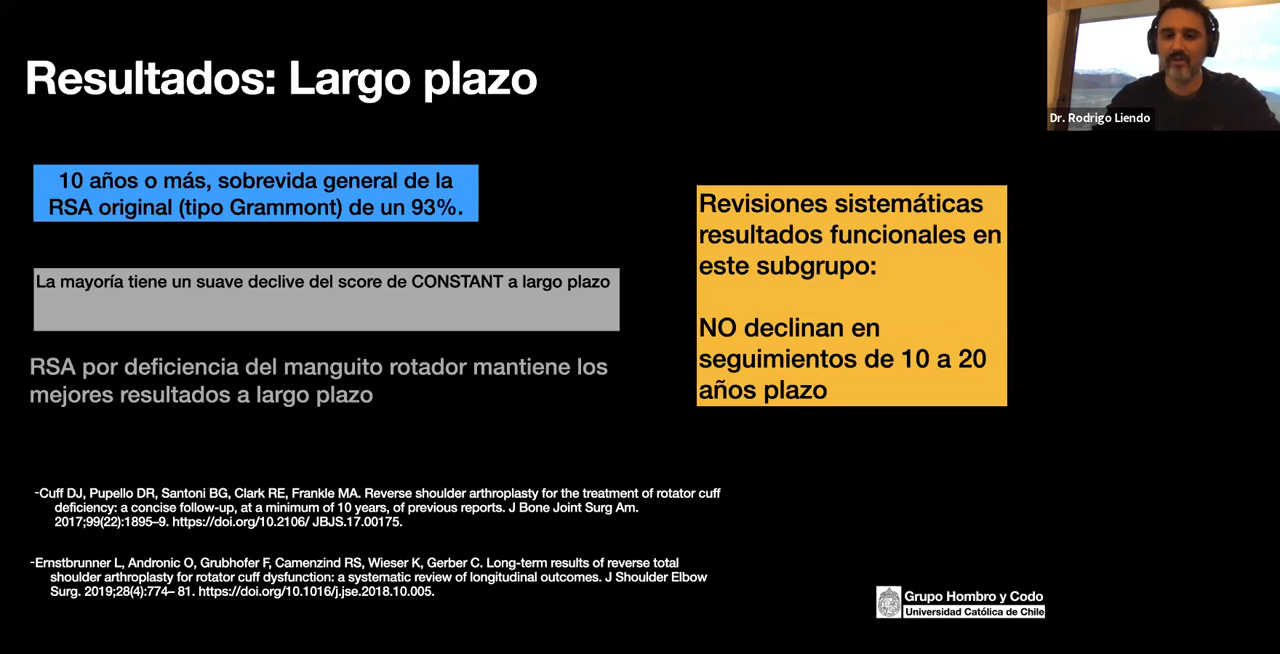 Resultados: Largo plazo
Dr. Rodrigo Liendo
10 años o más, sobrevida general de la
RSA original (tipo Grammont) de un 93%.
La mayoría tiene un suave declive del score de CONSTANT a largo plazo
RSA por deficiencia del manguito rotador mantiene los
mejores resultados a largo plazo
Revisiones sistemáticas
resultados funcionales en
este subgrupo:
NO declinan en
seguimientos de 10 a 20
años plazo
-Cuff DJ, Pupello DR, Santoni BG, Clark RE, Frankle MA. Reverse shoulder arthroplasty for the treatment of rotator cuff
deficiency: a concise follow-up, at a minimum of 10 years, of previous reports. J Bone Joint Surg Am.
2017;99(22):1895–9. https://doi.org/10.2106/ JBJS.17.00175.
-Ernstbrunner L, Andronic O, Grubhofer F, Camenzind RS, Wieser K, Gerber C. Long-term results of reverse total
shoulder arthroplasty for rotator cuff dysfunction: a systematic review of longitudinal outcomes. J Shoulder Elbow
Surg. 2019;28(4):774– 81. https://doi.org/10.1016/j.jse.2018.10.005.
Grupo Hombro y Codo
Universidad Católica de Chile